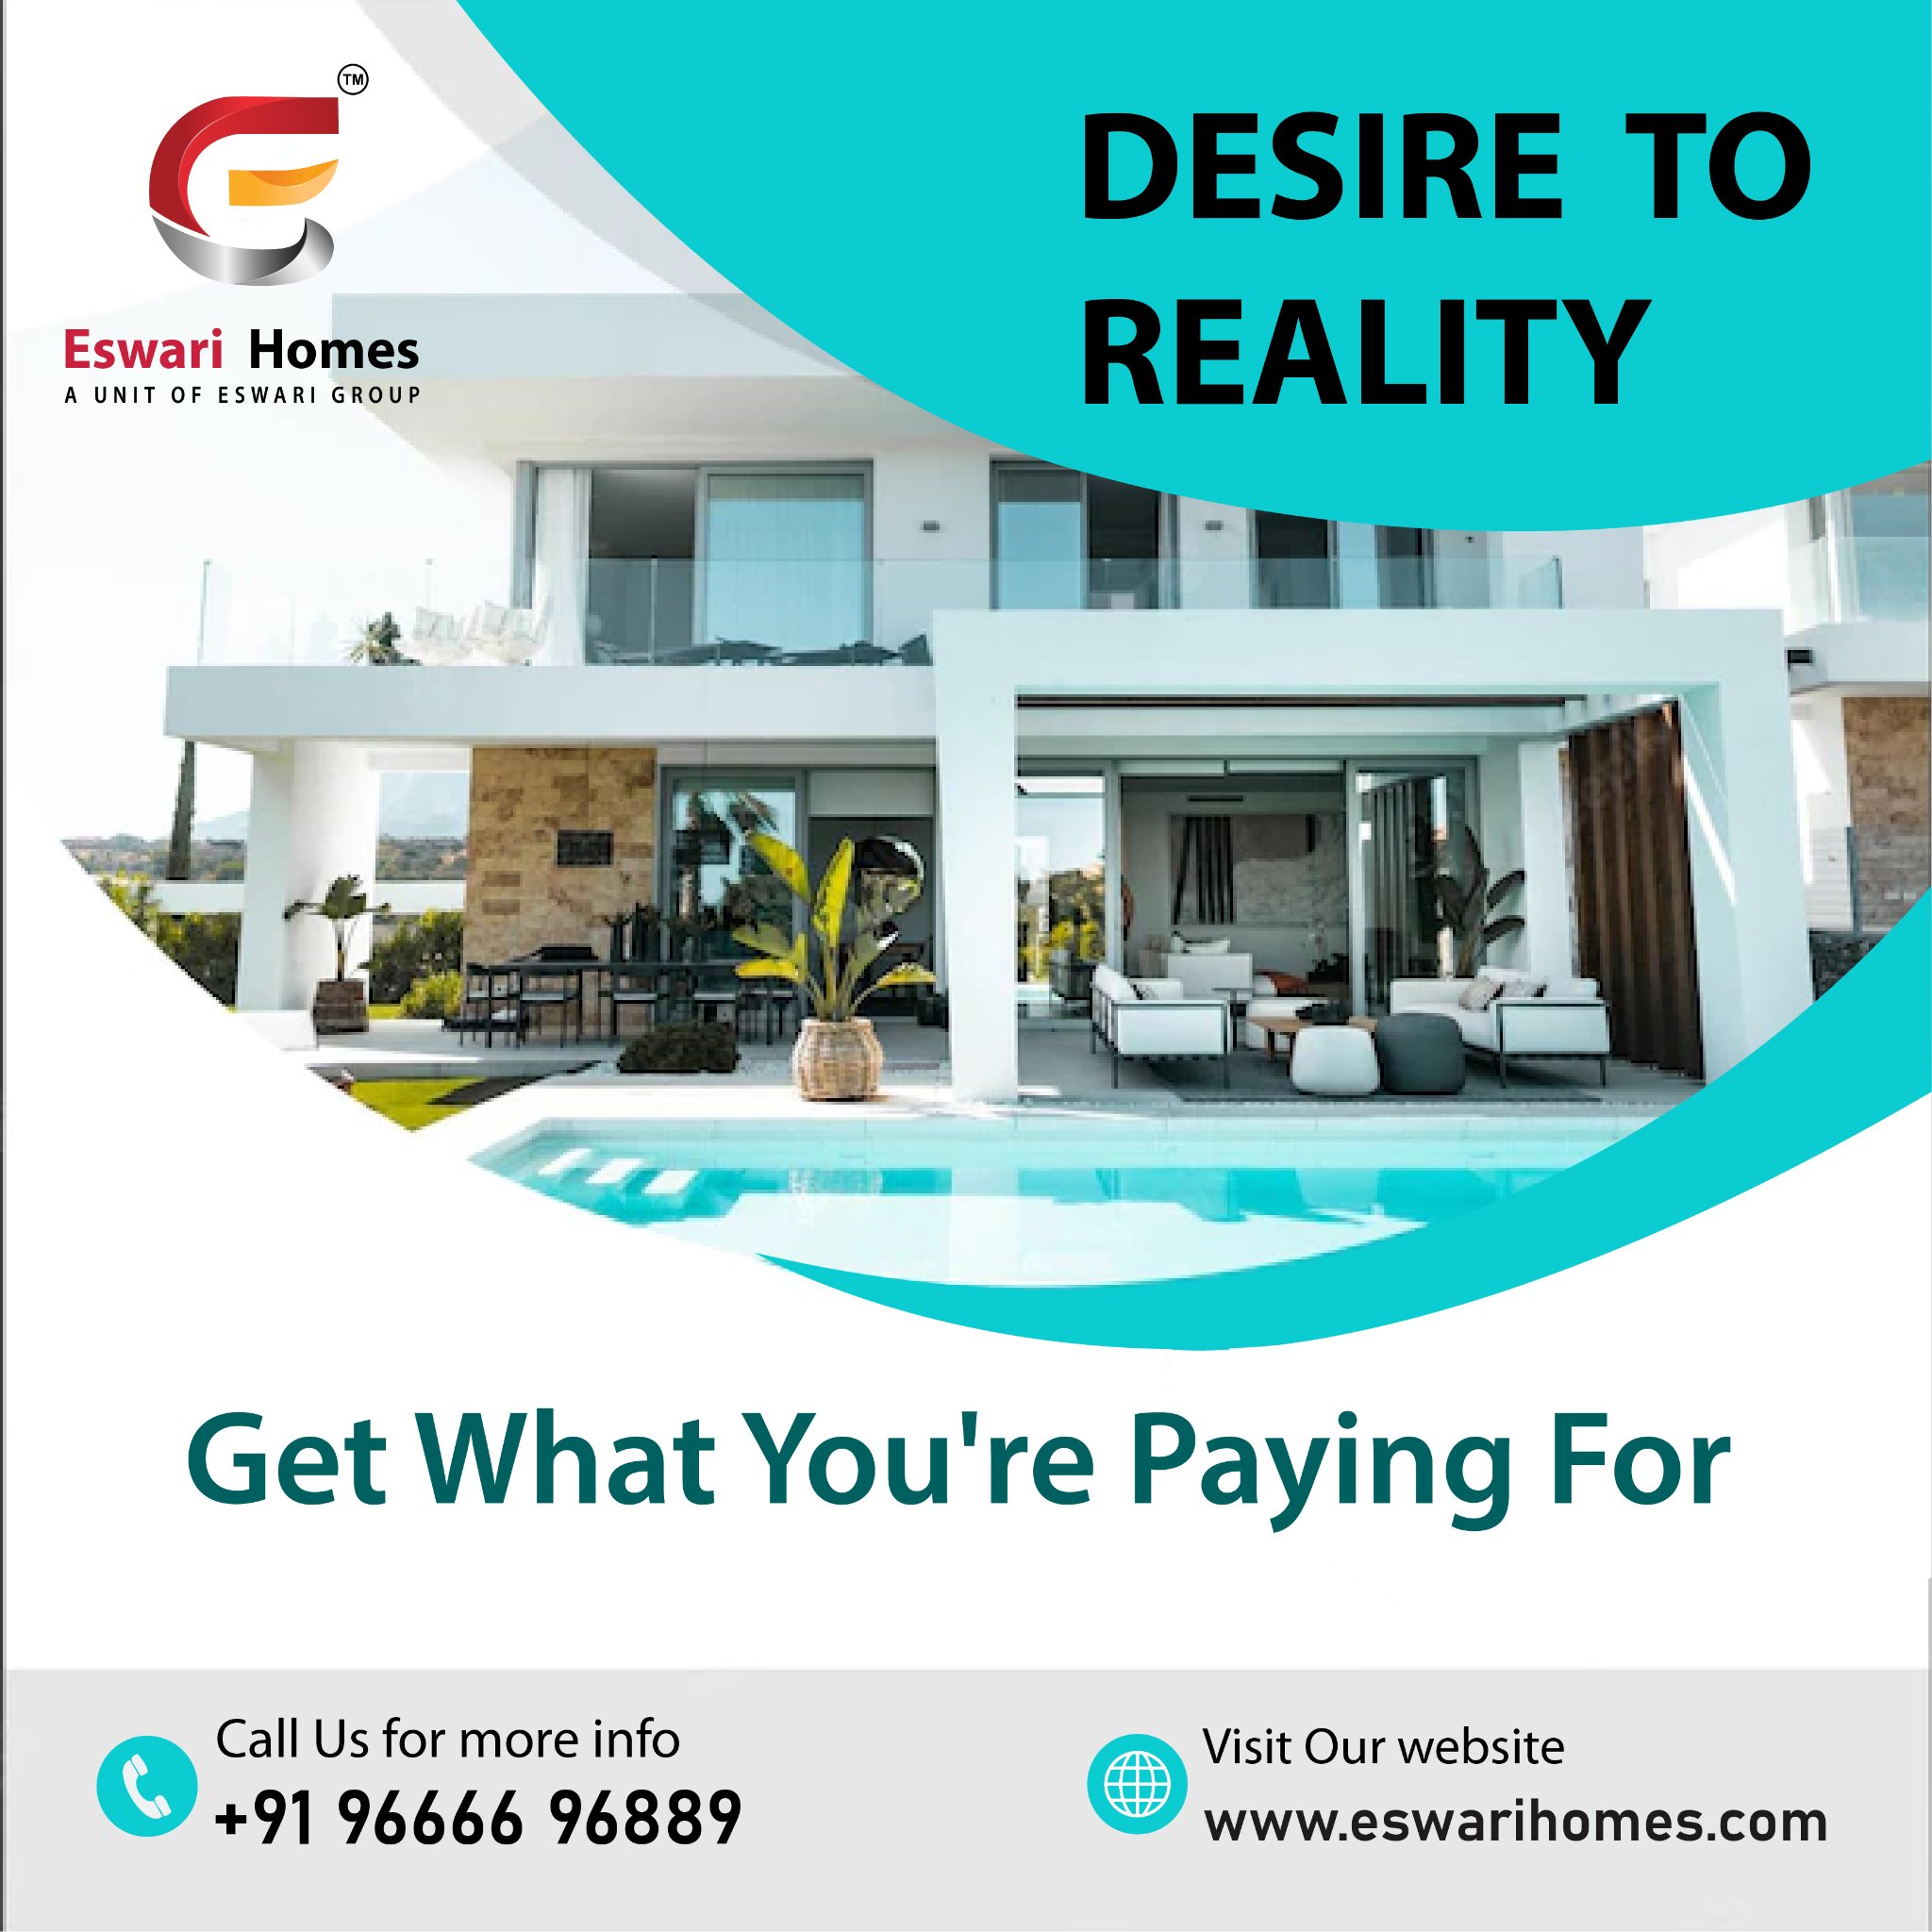 TM
Eswari Homes
A UNIT OF ESWARI GROUP
DESIRE TO
REALITY
Get What You're Paying For
Call Us for more info
+91 96666 96889
Visit Our website
www.eswarihomes.com